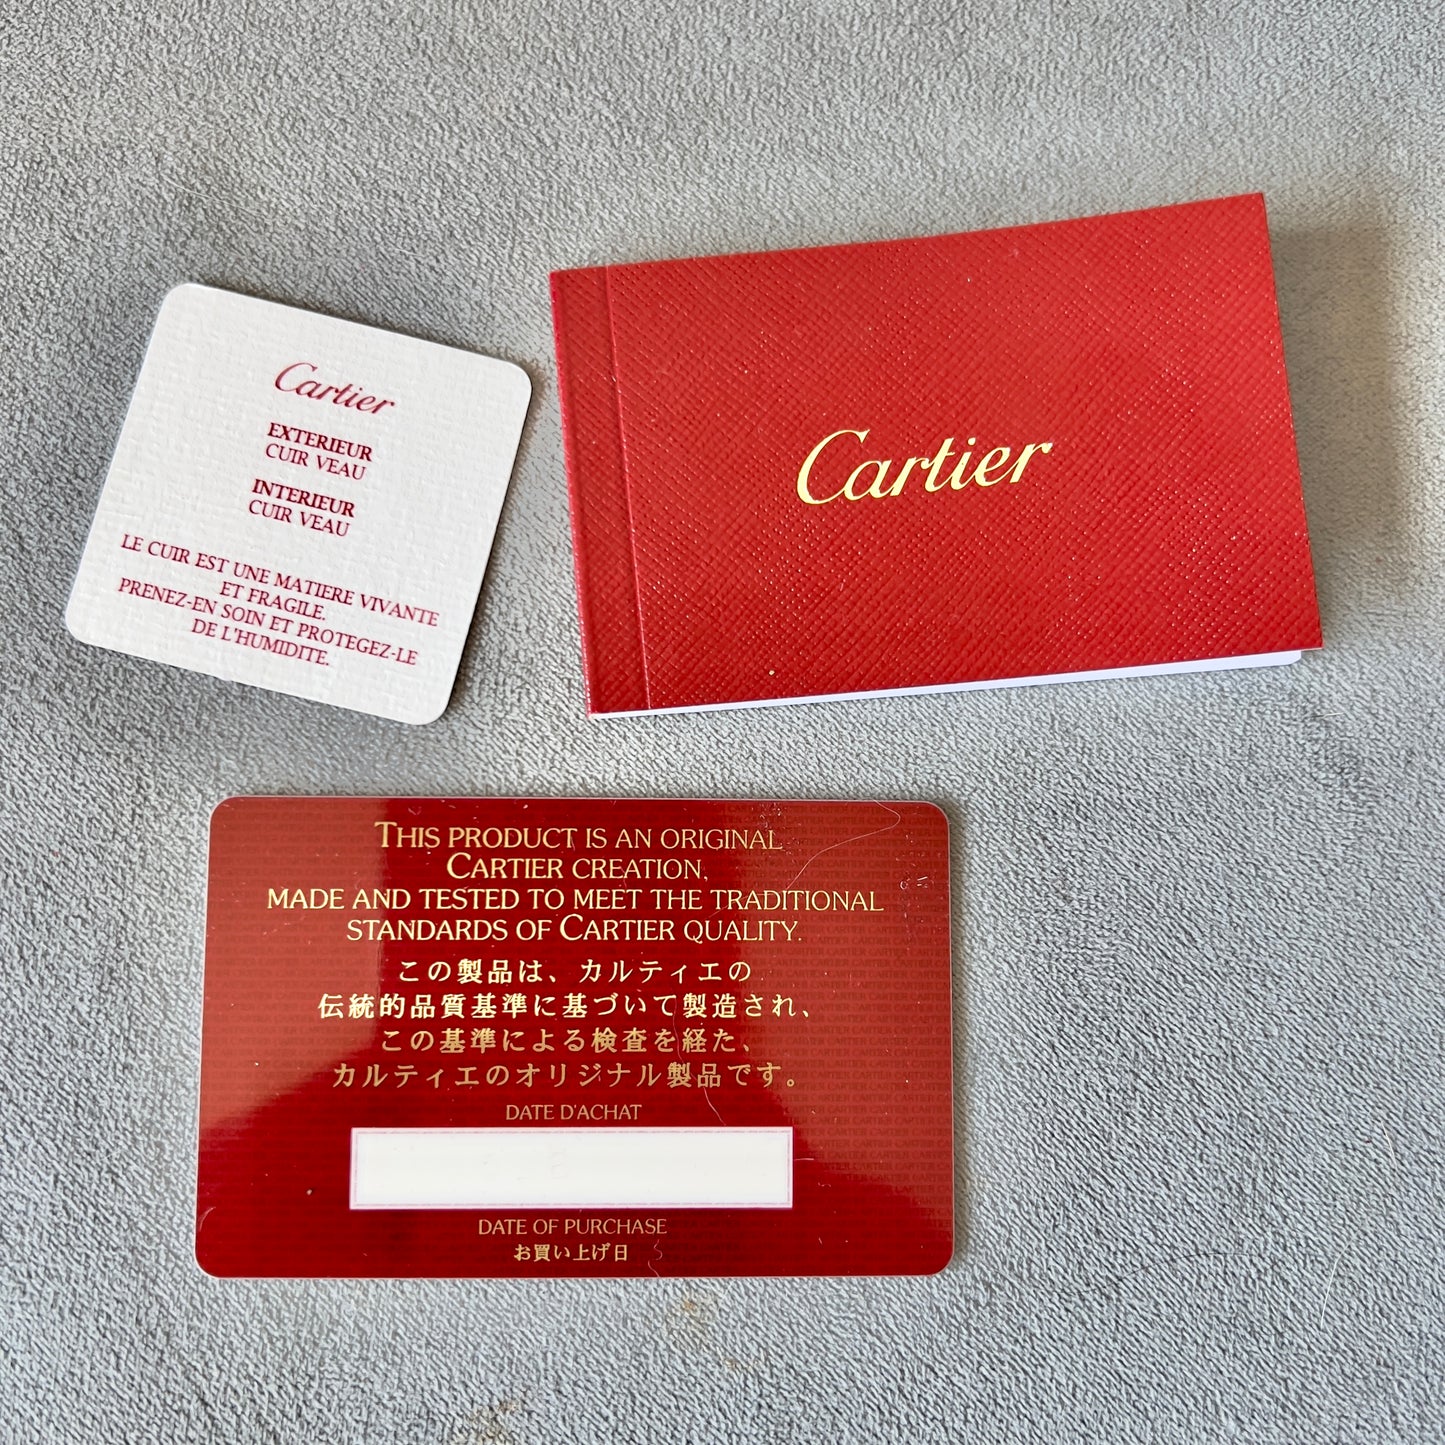 Cartier
EXTERIEUR
CUIR VEAU
INTERIEUR
CUIR VEAU
LE CUIR EST UNE MATIERE VIVANTE
ET FRAGILE.
PRENEZ-EN SOIN ET PROTEGEZ-LE
DE L'HUMIDITE.
Cartier
THIS PRODUCT IS AN ORIGINAL
CARTIER CREATION,
MADE AND TESTED TO MEET THE TRADITIONAL
STANDARDS OF CARTIER QUALITY.
この製品は、カルティエの
伝統的品質基準に基づいて製造され、
この基準による検査を経た、
カルティエのオリジナル製品です。
DATE D'ACHAT
DATE OF PURCHASE
お買い上げ日